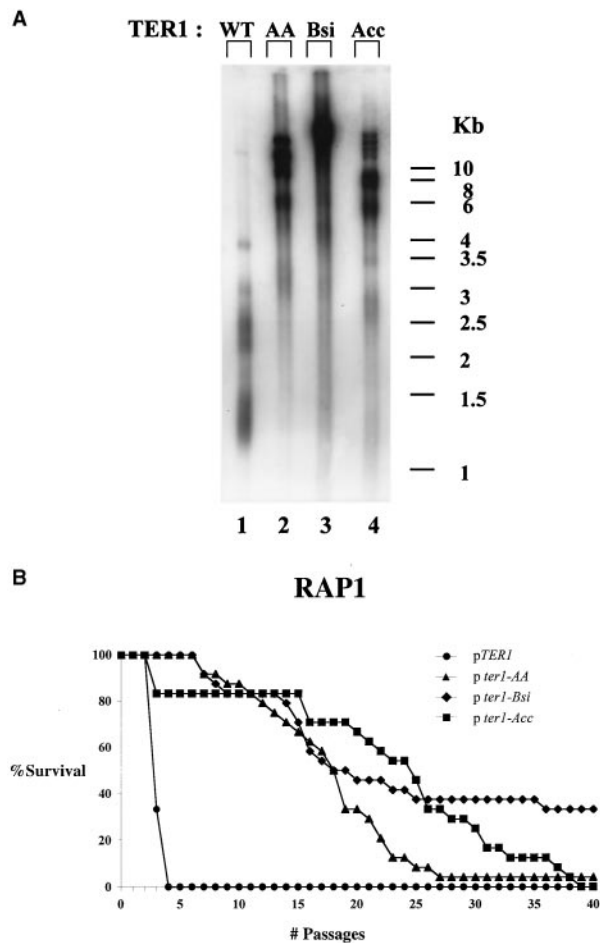 A
TER1 : WT AA Bsi Acc
Kb
10
8
6
4
3.5
3
2.5
2
1.5
1
1 2 3 4
B
RAP1
pTER1
p ter1-AA
p ter1-Bsi
p ter1-Acc
100
80
60
%Survival
40
20
0
0 5 10 15 20 25 30 35 40
# Passages